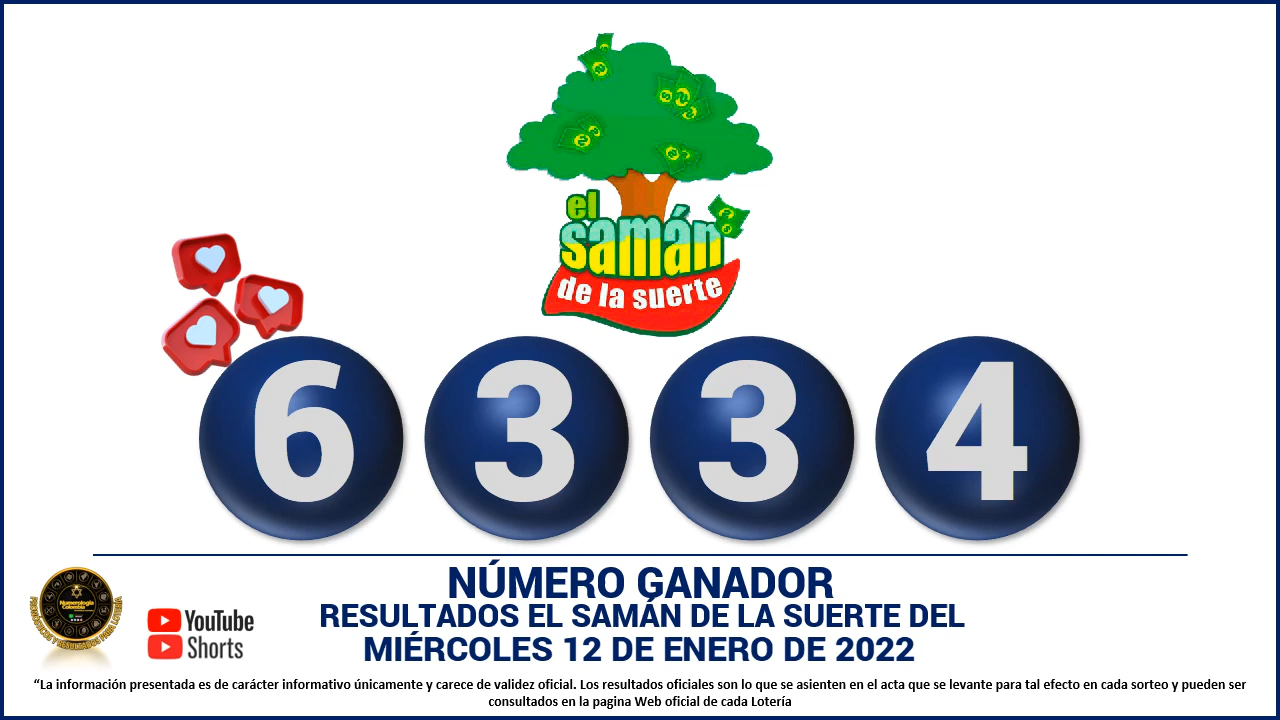 el
samán
de la suerte
6 3 3 4
NÚMERO GANADOR
RESULTADOS EL SAMÁN DE LA SUERTE DEL
MIÉRCOLES 12 DE ENERO DE 2022
Numerología
Colombia
YouTube
Shorts
“La información presentada es de carácter informativo únicamente y carece de validez oficial. Los resultados oficiales son lo que se asienten en el acta que se levante para tal efecto en cada sorteo y pueden ser
consultados en la pagina Web oficial de cada Lotería